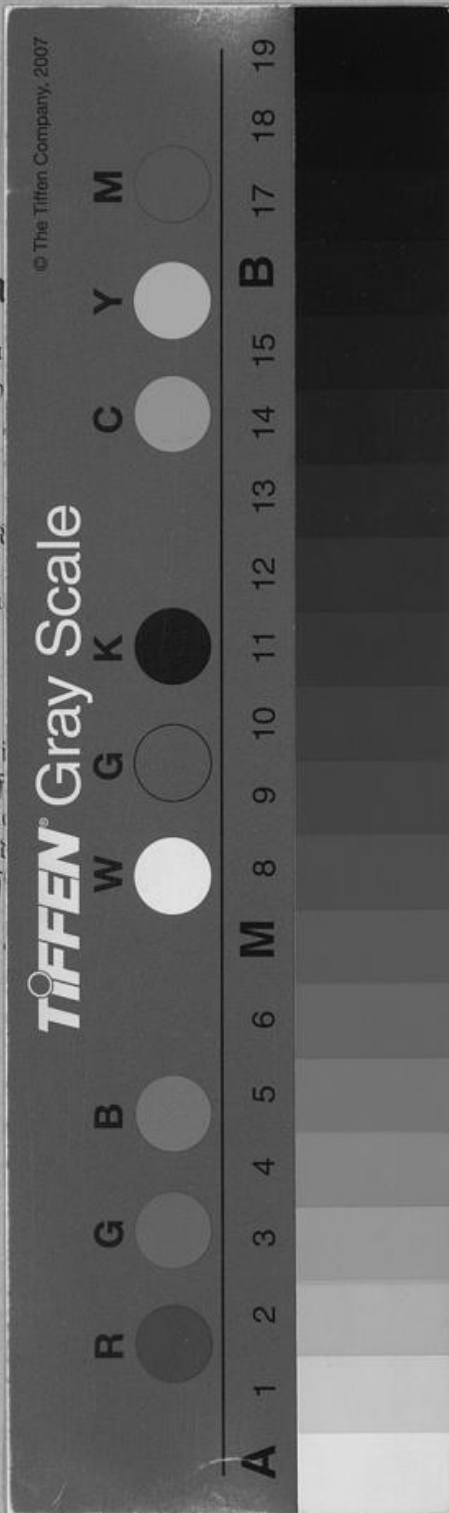 TIFFEN® Gray Scale
© The Tiffen Company, 2007
R G B W G K C Y M
A 1 2 3 4 5 6 M 8 9 10 11 12 13 14 15 B 17 18 19